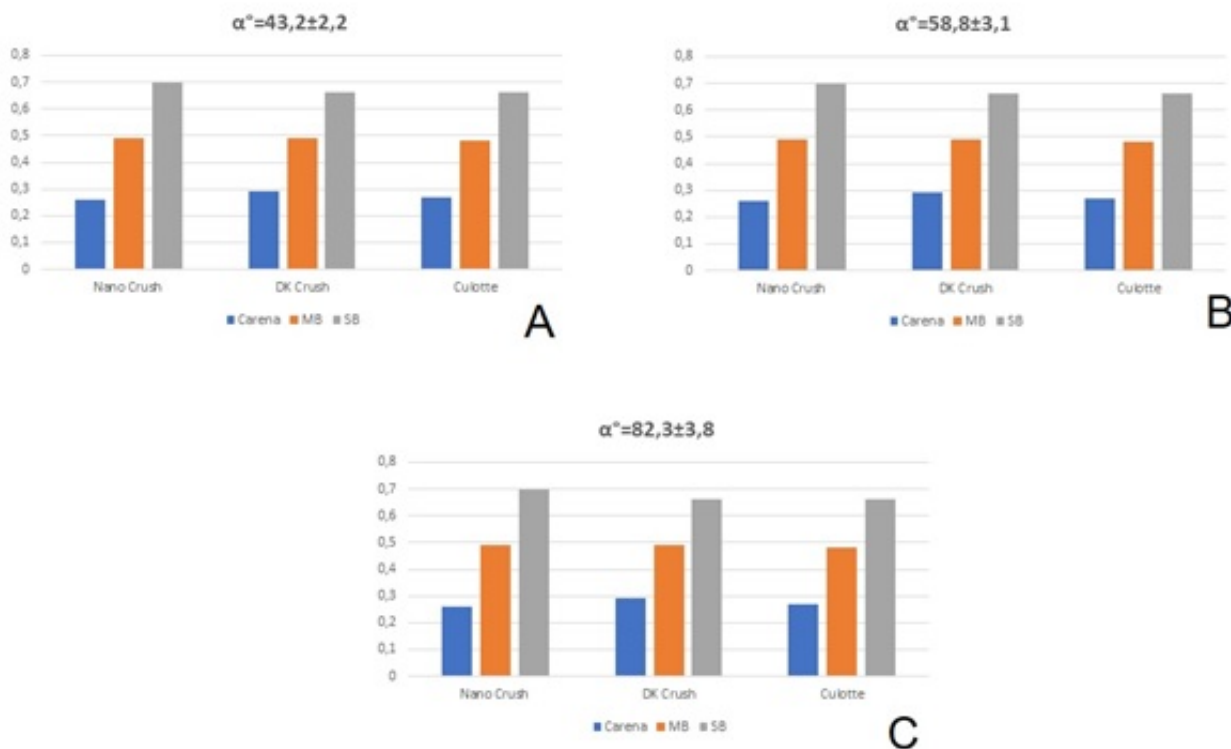 α°=43,2±2,2
0,8
0,7
0,6
0,5
0,4
0,3
0,2
0,1
0
Nano Crush DK Crush Culotte
Carena MB SB
A
α°=58,8±3,1
0,8
0,7
0,6
0,5
0,4
0,3
0,2
0,1
0
Nano Crush DK Crush Culotte
Carena MB SB
B
α°=82,3±3,8
0,8
0,7
0,6
0,5
0,4
0,3
0,2
0,1
0
Nano Crush DK Crush Culotte
Carena MB SB
C